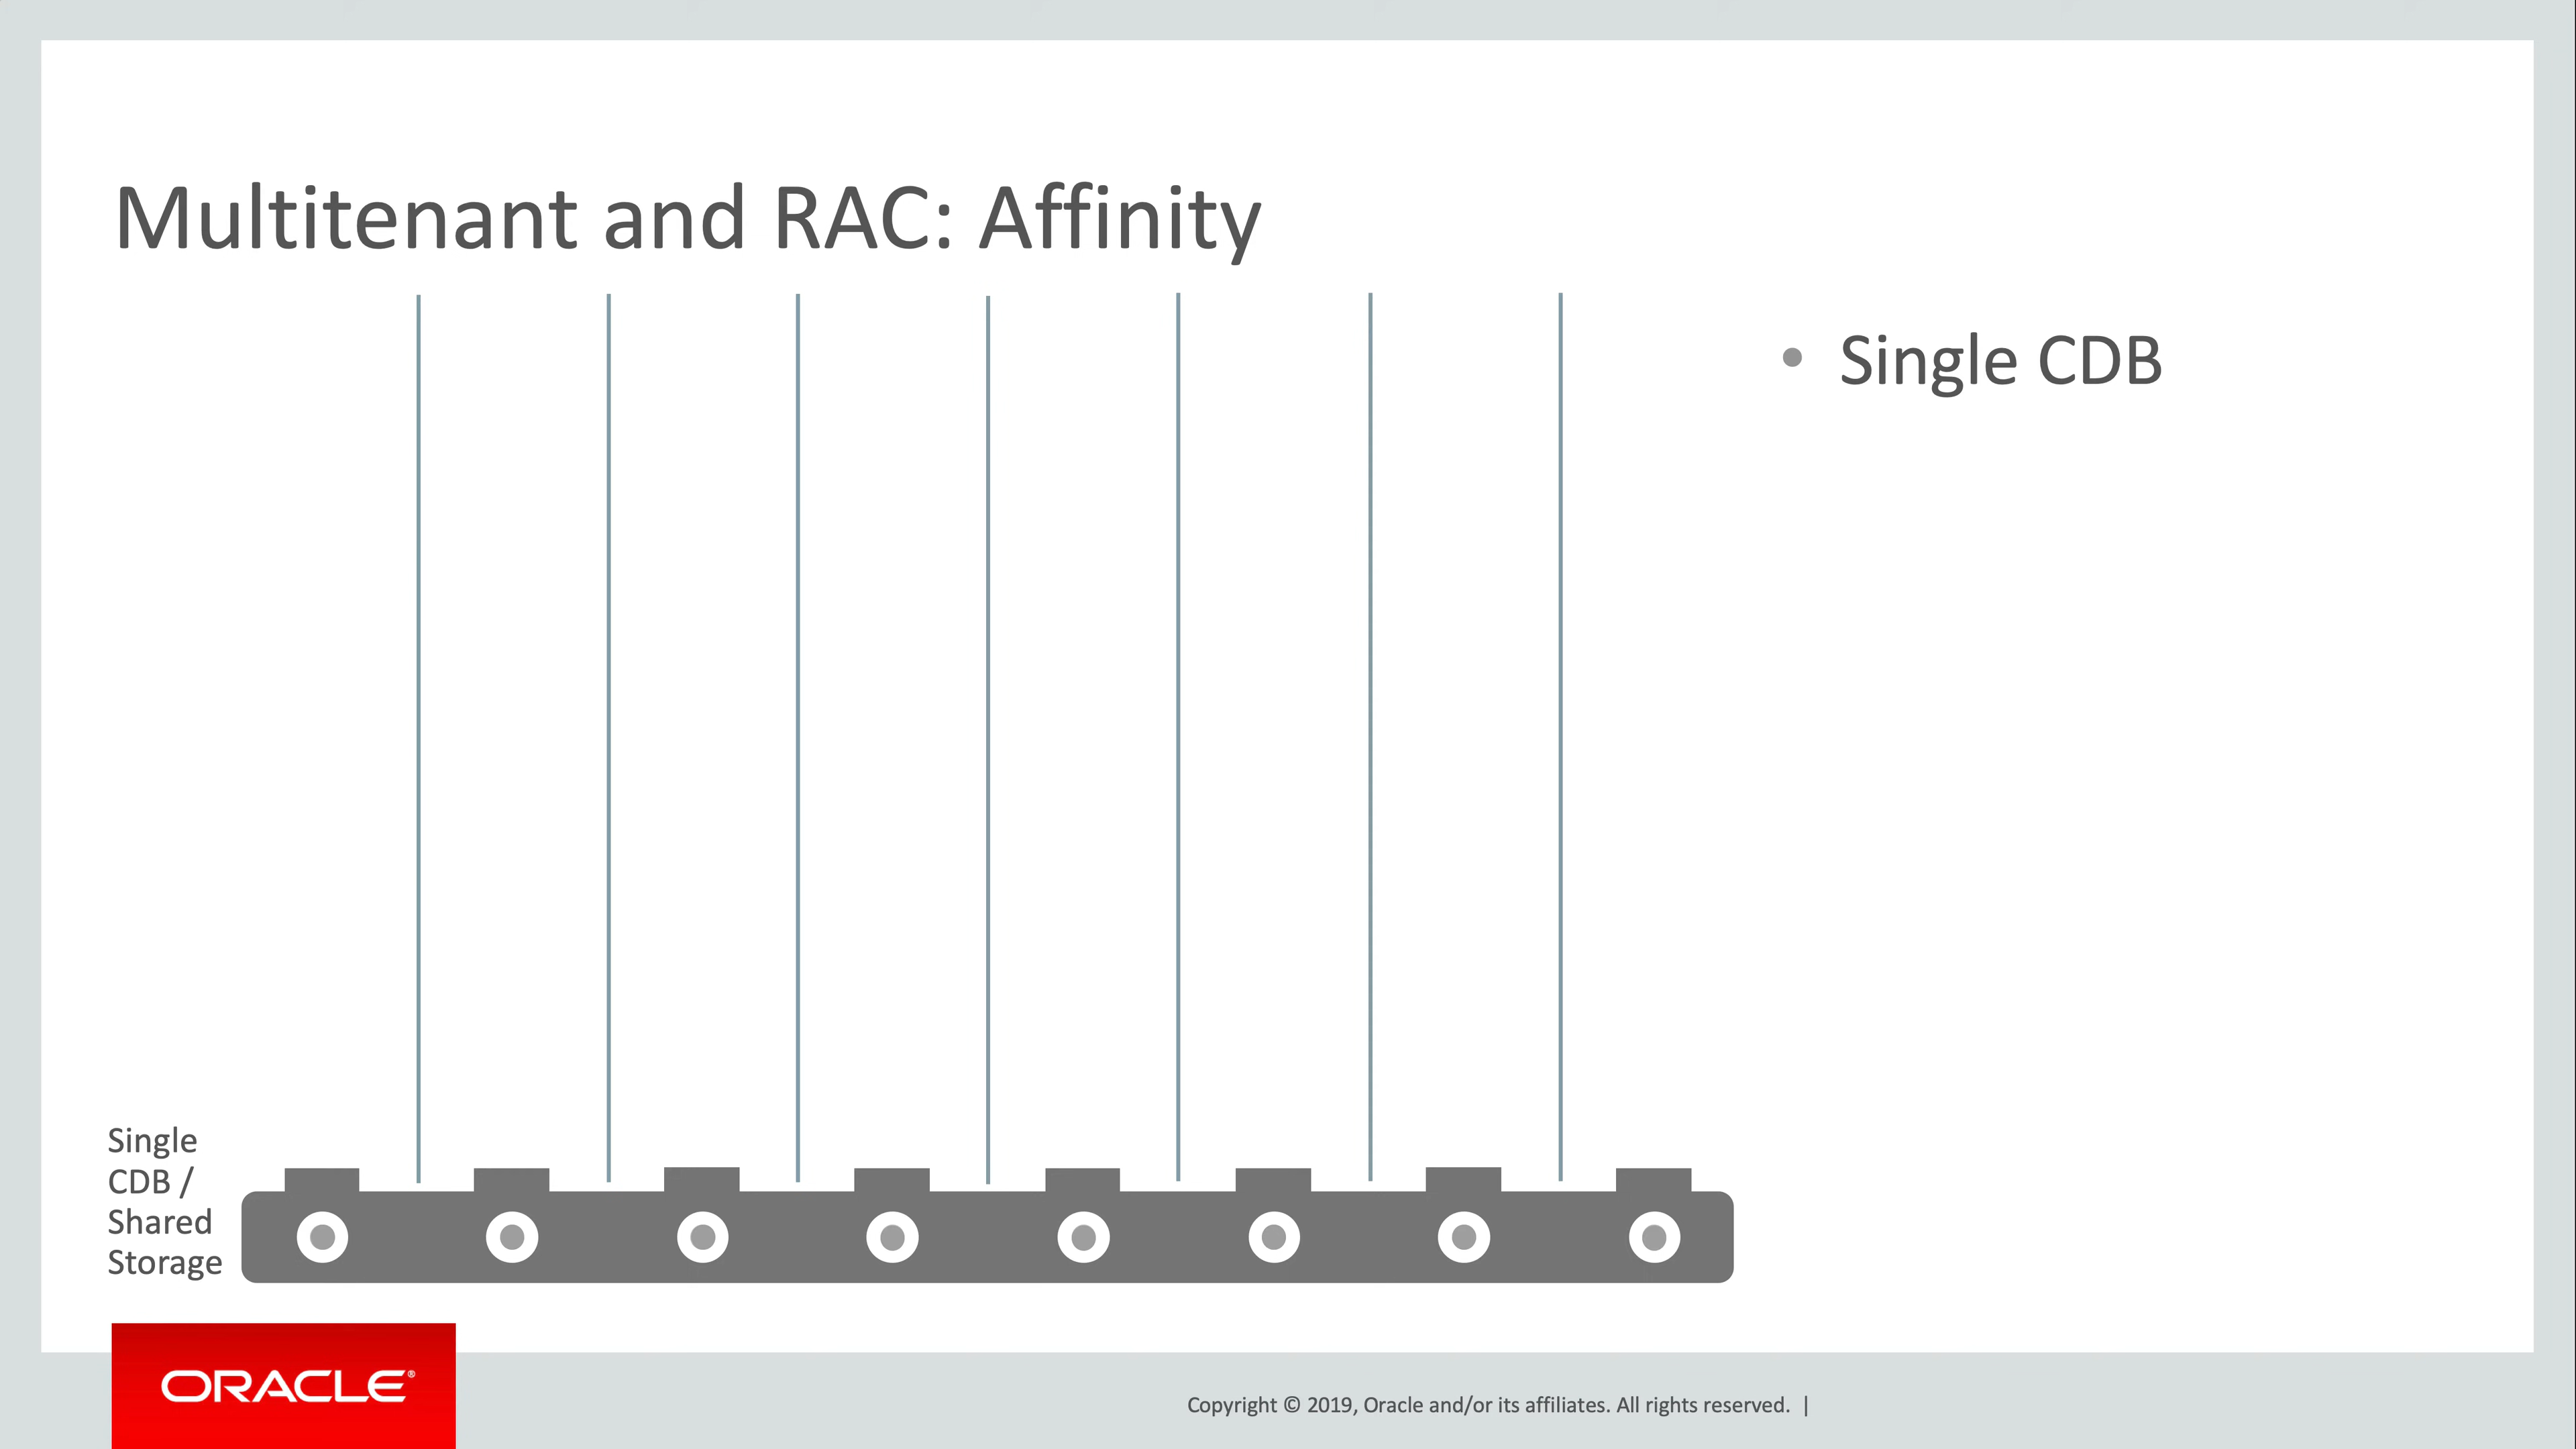 Multitenant and RAC: Affinity
• Single CDB
Single
CDB /
Shared
Storage
ORACLE®
Copyright © 2019, Oracle and/or its affiliates. All rights reserved. |